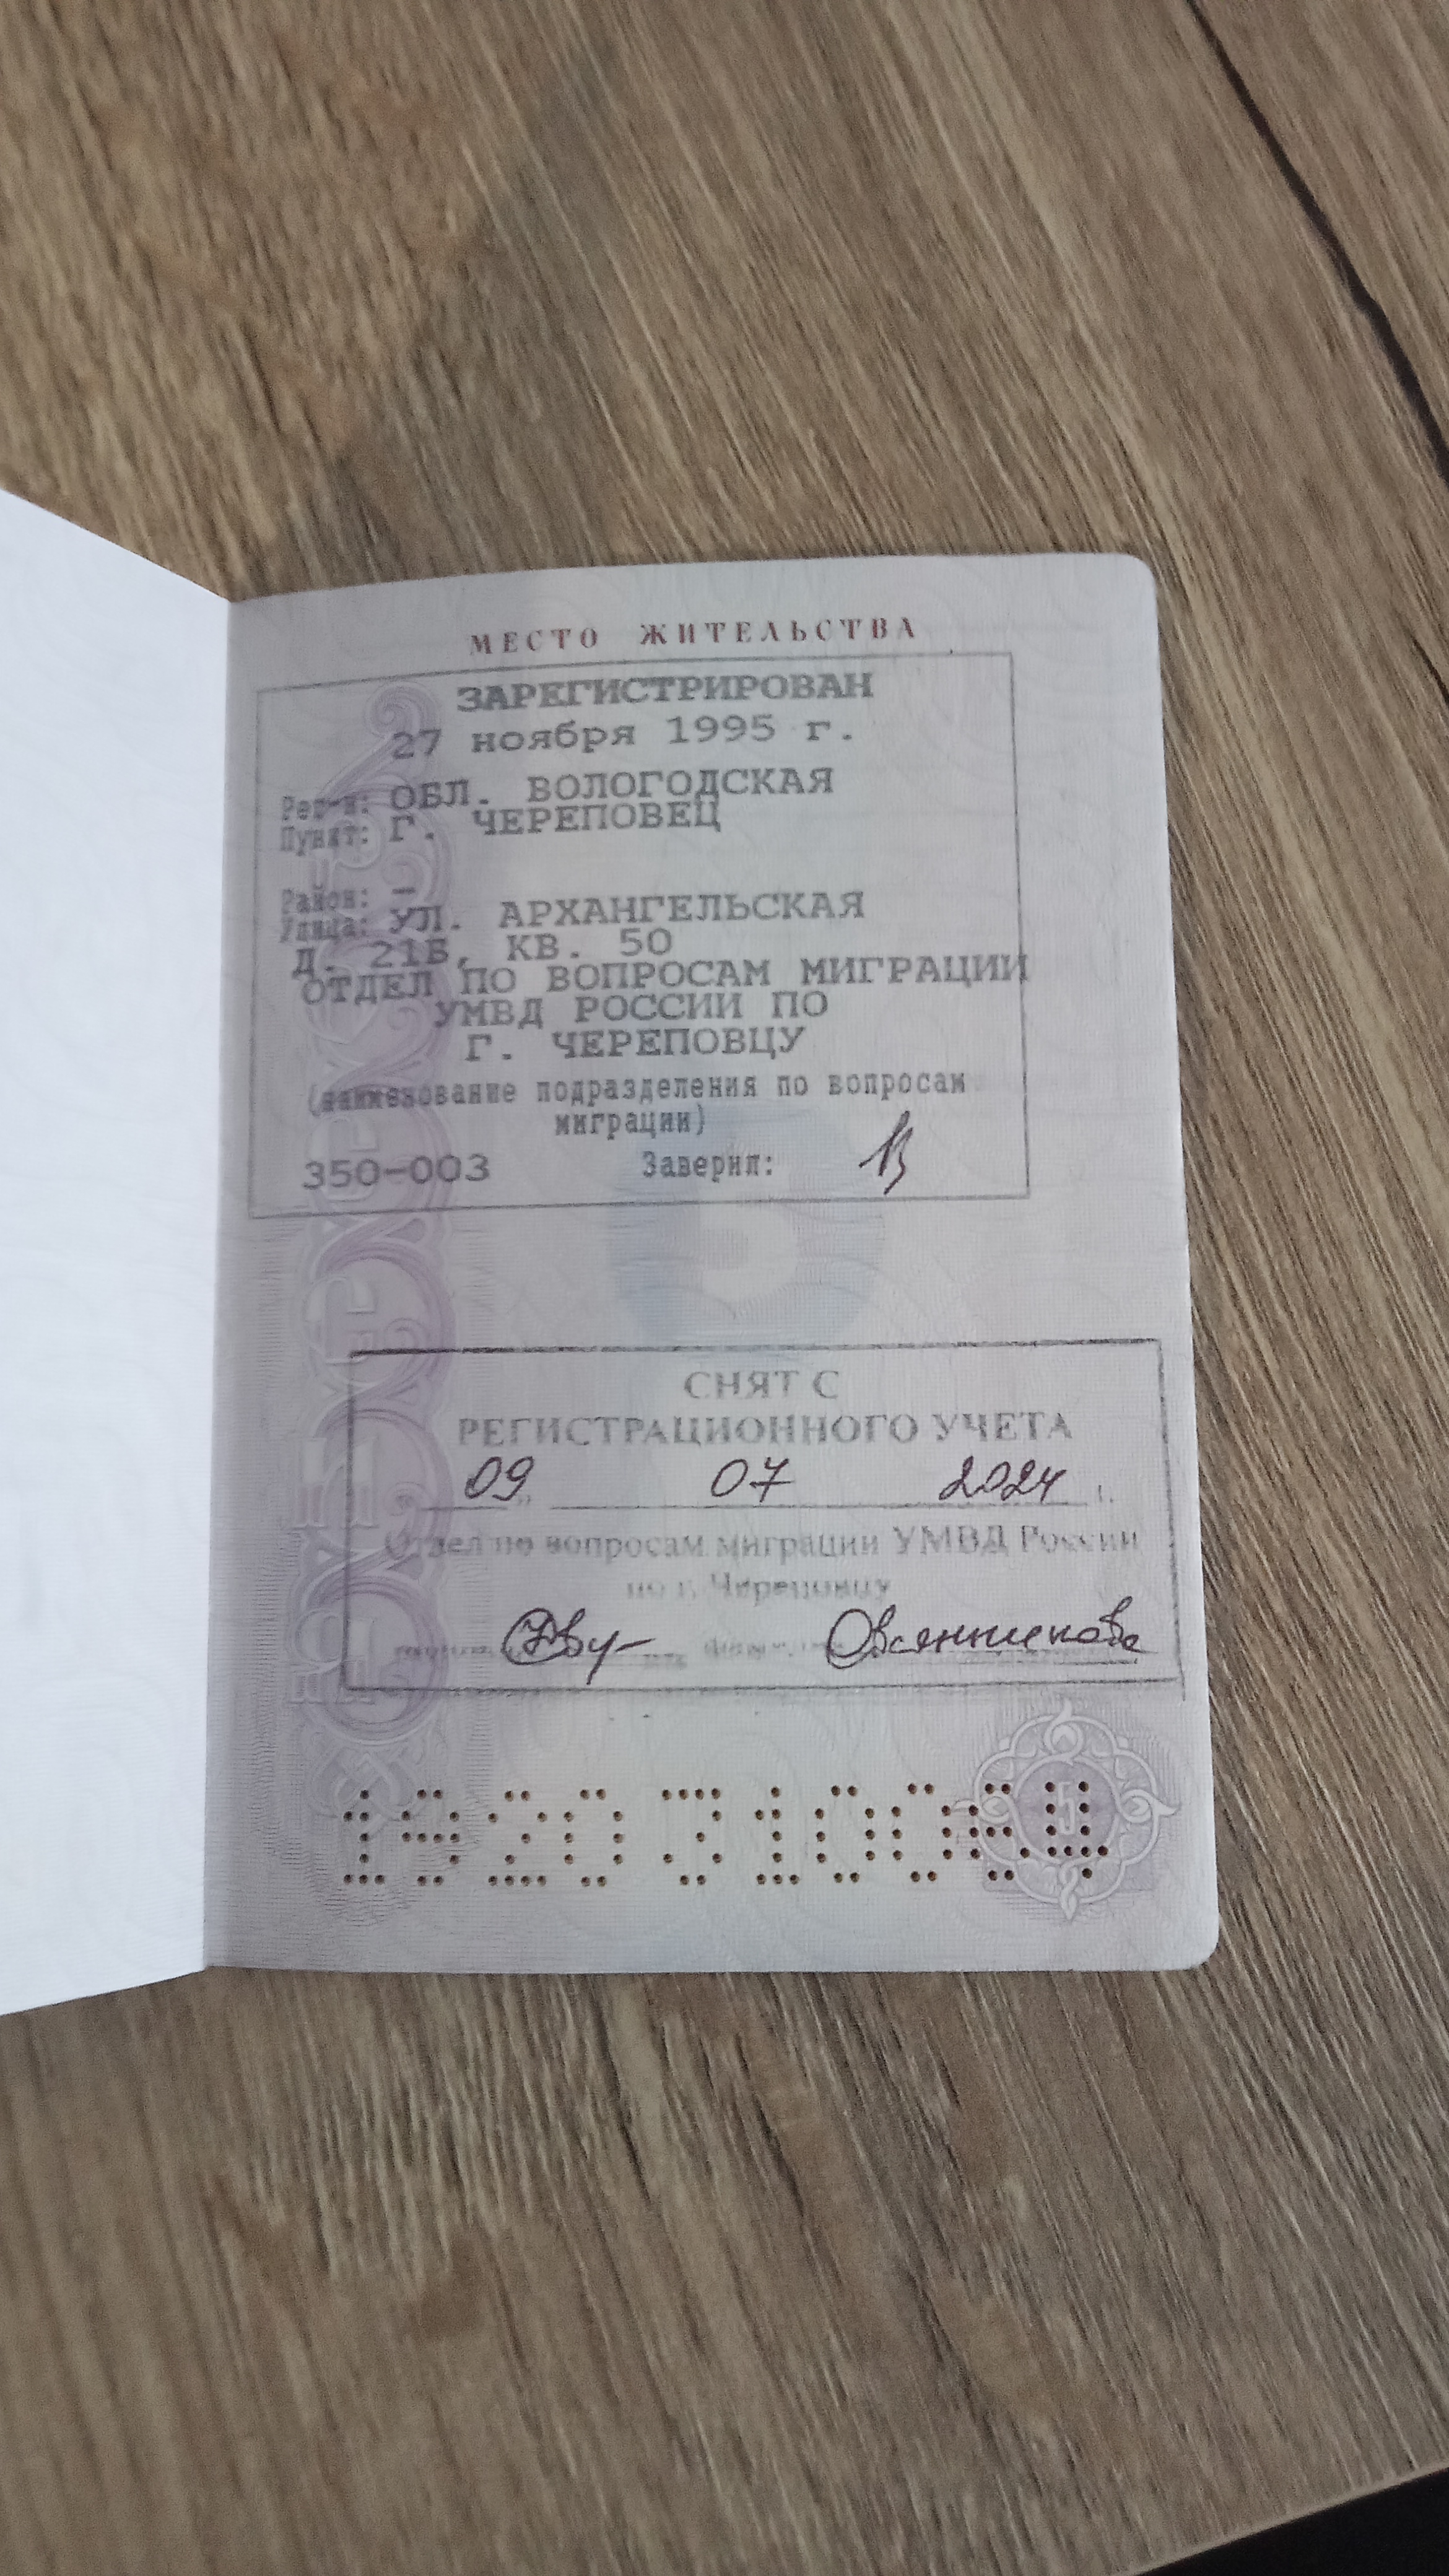 МЕСТО ЖИТЕЛЬСТВА
ЗАРЕГИСТРИРОВАН
27 ноября 1995 г.
Рег-н: ОБЛ. ВОЛОГОДСКАЯ
Пункт: Г. ЧЕРЕПОВЕЦ
Район: –
Улица: УЛ. АРХАНГЕЛЬСКАЯ
Д. 21Б, КВ. 50
ОТДЕЛ ПО ВОПРОСАМ МИГРАЦИИ
УМВД РОССИИ ПО
Г. ЧЕРЕПОВЦУ
(наименование подразделения по вопросам
миграции)
350-003 Заверил:
СНЯТ С
РЕГИСТРАЦИОННОГО УЧЕТА
" 09 " 07 2024 г.
Отдел по вопросам миграции УМВД России
по г. Череповцу
Овсянникова
5